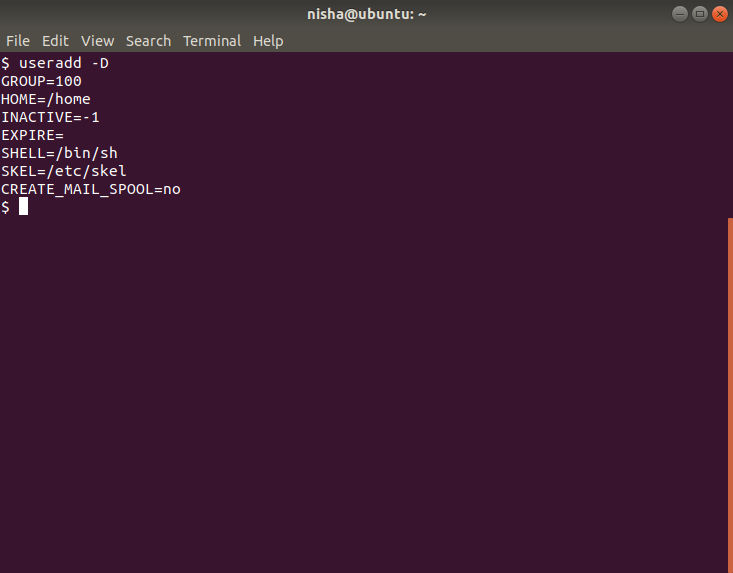 nisha@ubuntu: ~
File Edit View Search Terminal Help
$ useradd -D
GROUP=100
HOME=/home
INACTIVE=-1
EXPIRE=
SHELL=/bin/sh
SKEL=/etc/skel
CREATE_MAIL_SPOOL=no
$